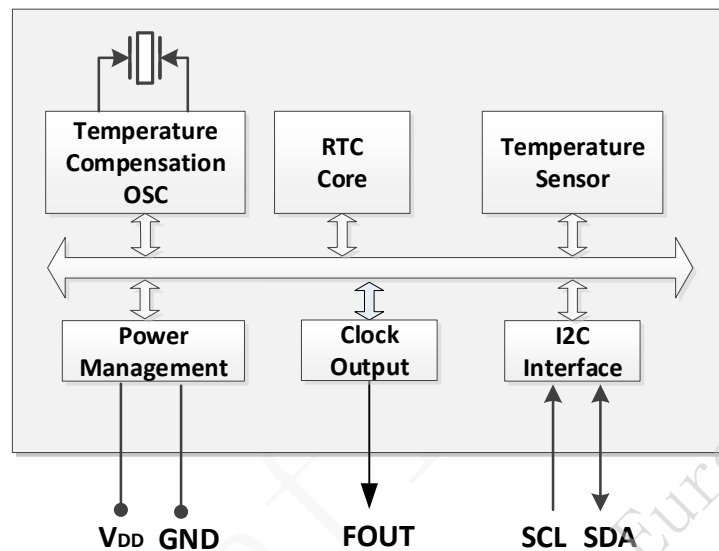 Temperature
Compensation
OSC
RTC
Core
Temperature
Sensor
Power
Management
Clock
Output
I2C
Interface
VDD GND
FOUT
SCL SDA